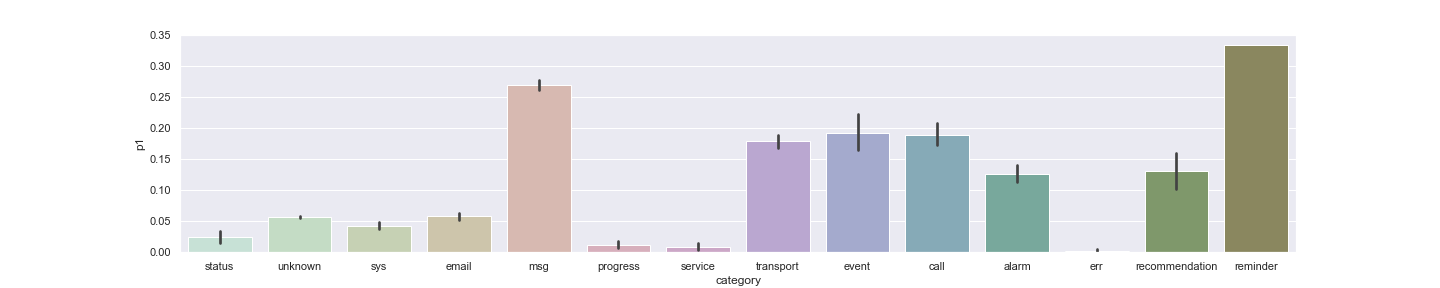 0.35
0.30
0.25
0.20
0.15
0.10
0.05
0.00
p1
status unknown sys email msg progress service transport event call alarm err recommendation reminder
category